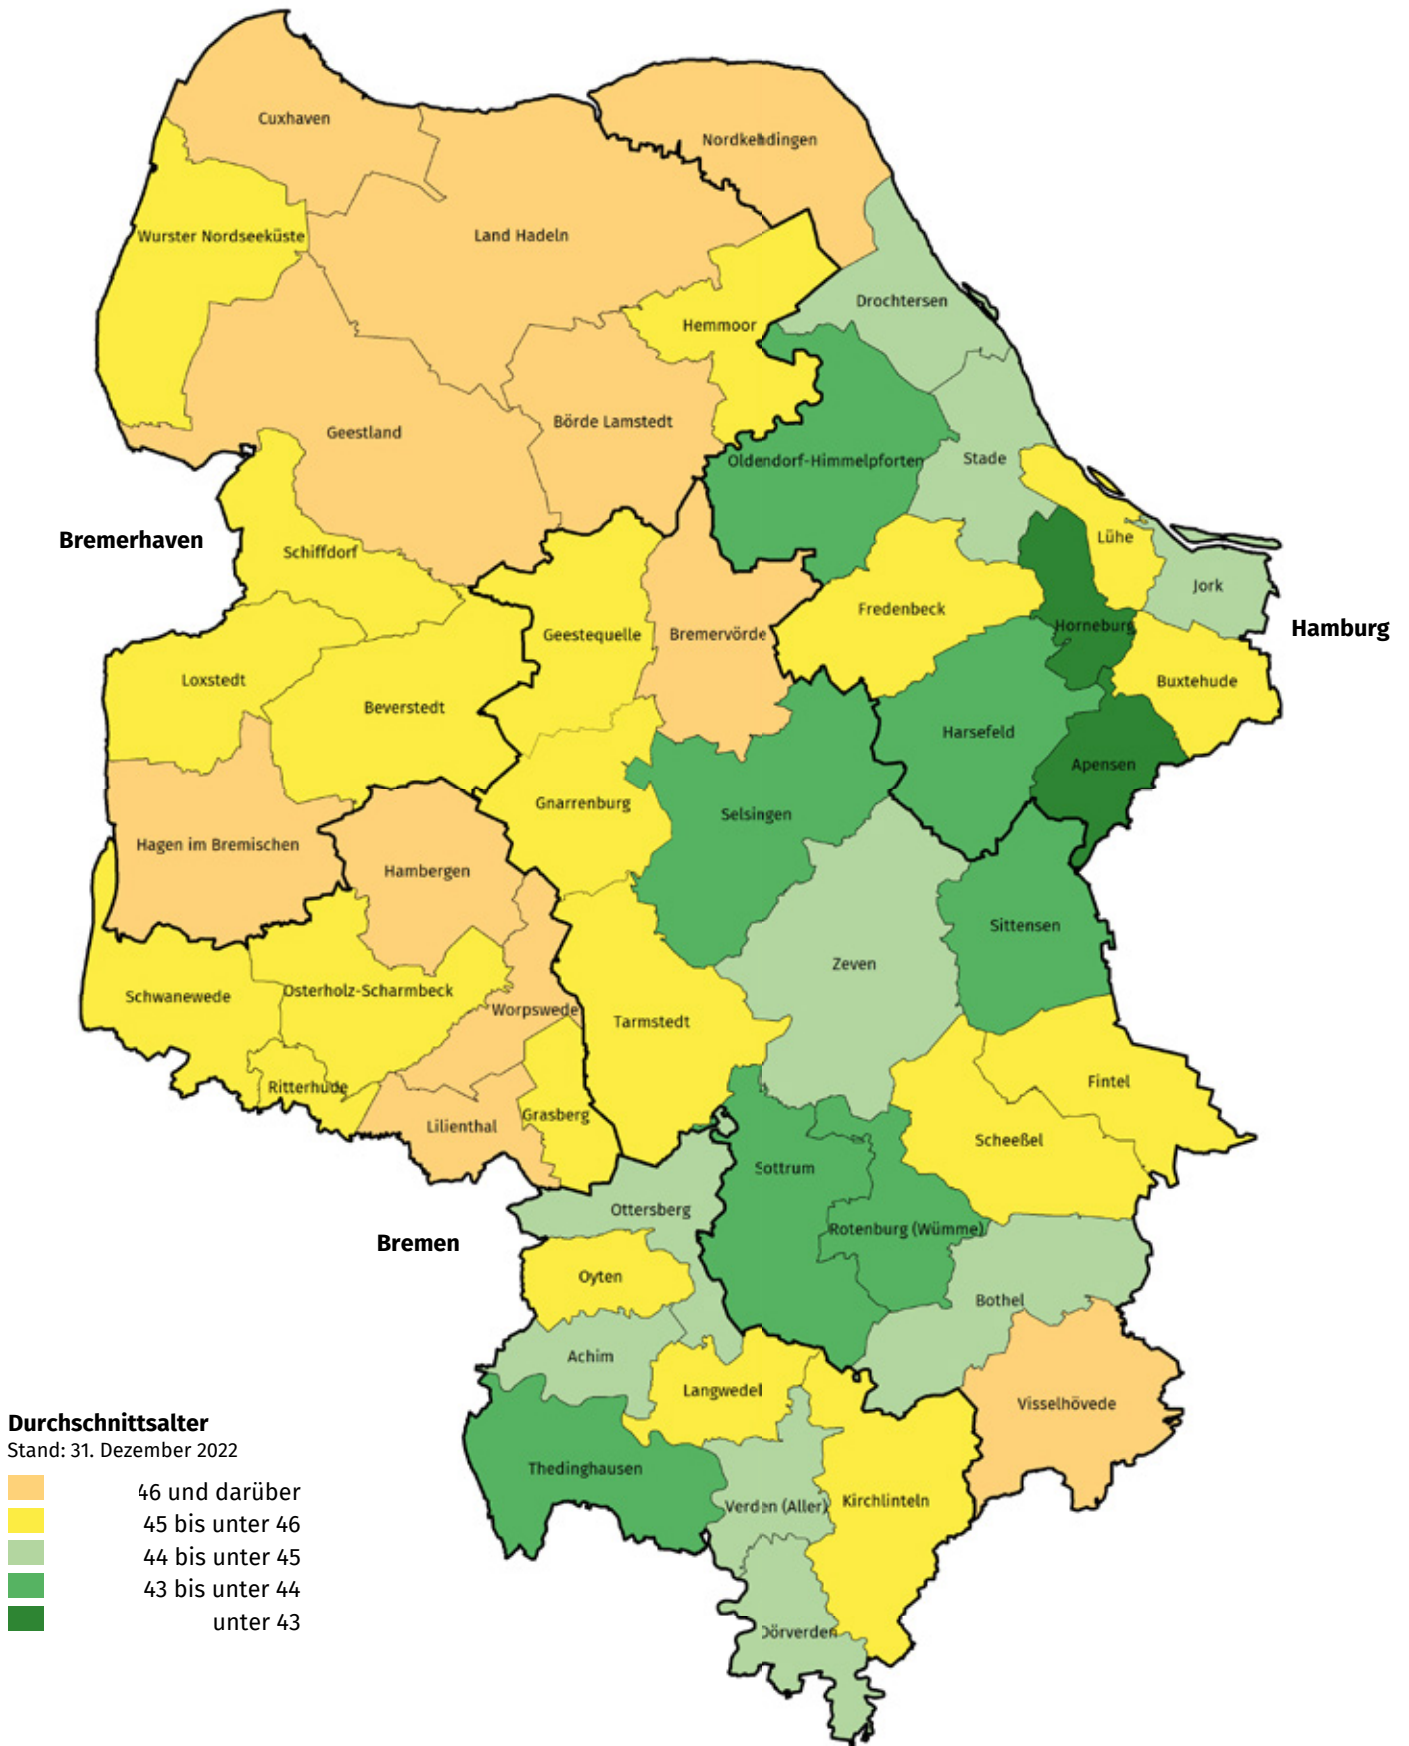 Cuxhaven
Nordkehdingen
Wurster Nordseeküste
Land Hadeln
Drochtersen
Hemmoor
Börde Lamstedt
Geestland
Oldendorf-Himmelpforten
Stade
Bremerhaven
Schiffdorf
Lühe
Jork
Fredenbeck
Horneburg
Hamburg
Geestequelle
Bremervörde
Loxstedt
Buxtehude
Beverstedt
Harsefeld
Apensen
Gnarrenburg
Selsingen
Hagen im Bremischen
Hambergen
Sittensen
Zeven
Schwanewede
Osterholz-Scharmbeck
Worpswede
Tarmstedt
Ritterhude
Fintel
Grasberg
Lilienthal
Scheeßel
Sottrum
Ottersberg
Rotenburg (Wümme)
Bremen
Oyten
Bothel
Achim
Langwedel
Visselhövede
Durchschnittsalter
Stand: 31. Dezember 2022
Thedinghausen
Verden (Aller)
Kirchlinteln
46 und darüber
45 bis unter 46
44 bis unter 45
43 bis unter 44
unter 43
Dörverden